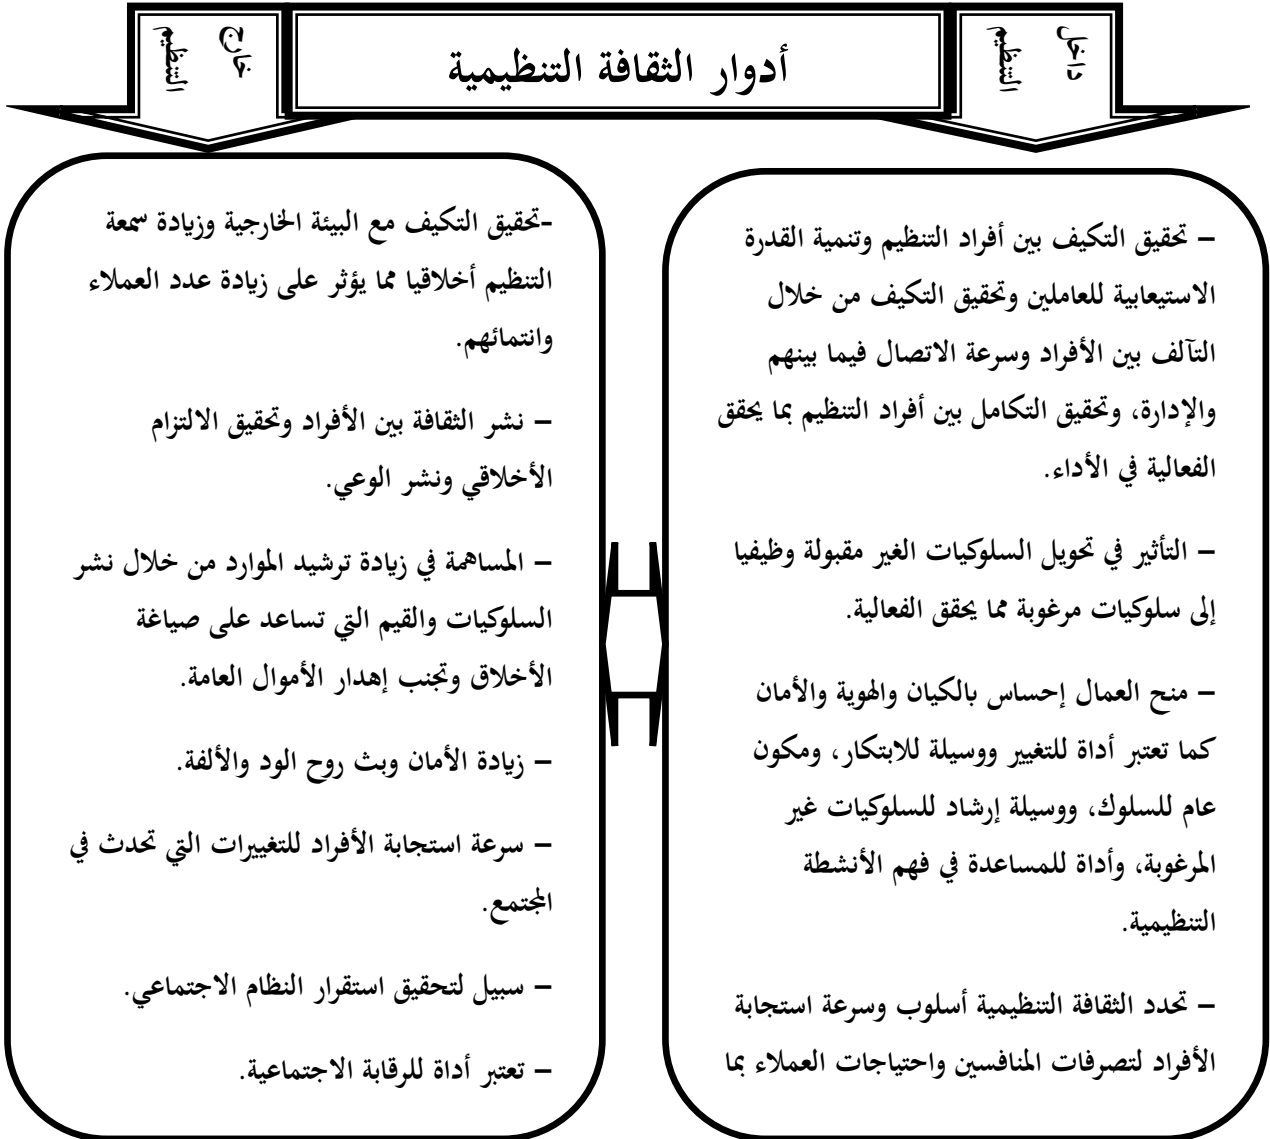 أدوار الثقافة التنظيمية
داخل
التنظيم
– تحقيق التكيف بين أفراد التنظيم وتنمية القدرة
الاستيعابية للعاملين وتحقيق التكيف من خلال
التآلف بين الأفراد وسرعة الاتصال فيما بينهم
والإدارة، وتحقيق التكامل بين أفراد التنظيم بما يحقق
الفعالية في الأداء.
– التأثير في تحويل السلوكيات الغير مقبولة وظيفيا
إلى سلوكيات مرغوبة مما يحقق الفعالية.
– منح العمال إحساس بالكيان والهوية والأمان
كما تعتبر أداة للتغيير ووسيلة للابتكار، ومكون
عام للسلوك، ووسيلة إرشاد للسلوكيات غير
المرغوبة، وأداة للمساعدة في فهم الأنشطة
التنظيمية.
– تحدد الثقافة التنظيمية أسلوب وسرعة استجابة
الأفراد لتصرفات المنافسين واحتياجات العملاء بما
خارج
التنظيم
-تحقيق التكيف مع البيئة الخارجية وزيادة سمعة
التنظيم أخلاقيا مما يؤثر على زيادة عدد العملاء
وانتمائهم.
– نشر الثقافة بين الأفراد وتحقيق الالتزام
الأخلاقي ونشر الوعي.
– المساهمة في زيادة ترشيد الموارد من خلال نشر
السلوكيات والقيم التي تساعد على صياغة
الأخلاق وتجنب إهدار الأموال العامة.
– زيادة الأمان وبث روح الود والألفة.
– سرعة استجابة الأفراد للتغييرات التي تحدث في
المجتمع.
– سبيل لتحقيق استقرار النظام الاجتماعي.
– تعتبر أداة للرقابة الاجتماعية.